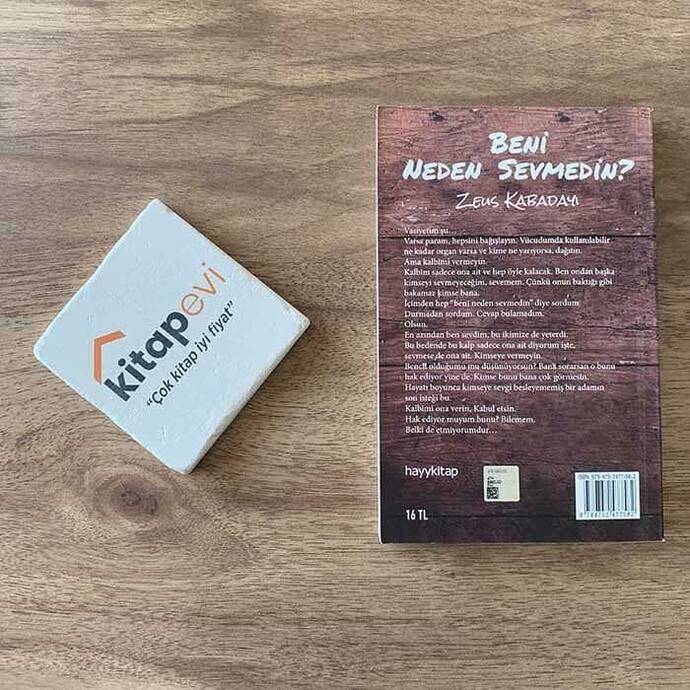 kitapevi
"Çok kitap iyi fiyat"
BENİ
NEDEN SEVMEDİN?
ZEUS KABADAYI
Vasiyetim şu...
Varsa param, hepsini bağışlayın. Vücudumda kullanılabilir
ne kadar organ varsa ve kime ne yarıyorsa, dağıtın.
Ama kalbimi vermeyin.
Kalbim sadece ona ait ve hep öyle kalacak. Ben ondan başka
kimseyi sevmeyeceğim, sevemem. Çünkü onun baktığı gibi
bakamaz kimse bana.
İçimden hep "beni neden sevmedin" diye sordum.
Durmadan sordum. Cevap bulamadım.
Olsun.
En azından ben sevdim, bu ikimize de yeterdi.
Bu bedende bu kalp sadece ona ait diyorum işte,
sevmese de ona ait. Kimseye vermeyin.
Bencil olduğumu mu düşünüyorsun? Bana sorarsan o bunu
hak ediyor yine de. Kimse bunu bana çok görmesin.
Hayatı boyunca kimseye sevgi besleyememiş bir adamın
son isteği bu.
Kalbimi ona verin, Kabul etsin.
Hak ediyor muyum bunu? Bilemem.
Belki de etmiyorumdur...
hayykitap
16 TL